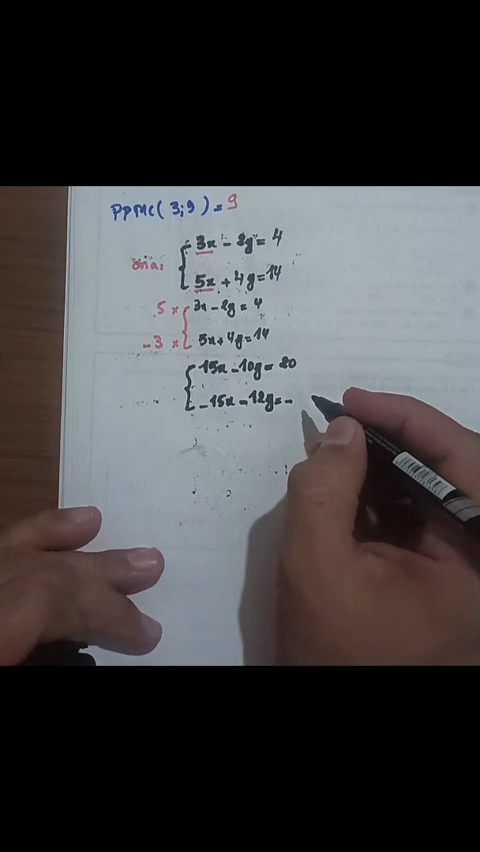 PPMC(3;9)=9
ona:
3x - 2y = 4
5x + 4y = 14
5 x
3x - 2y = 4
-3 x
5x + 4y = 14
15x - 10y = 20
-15x - 12y = -